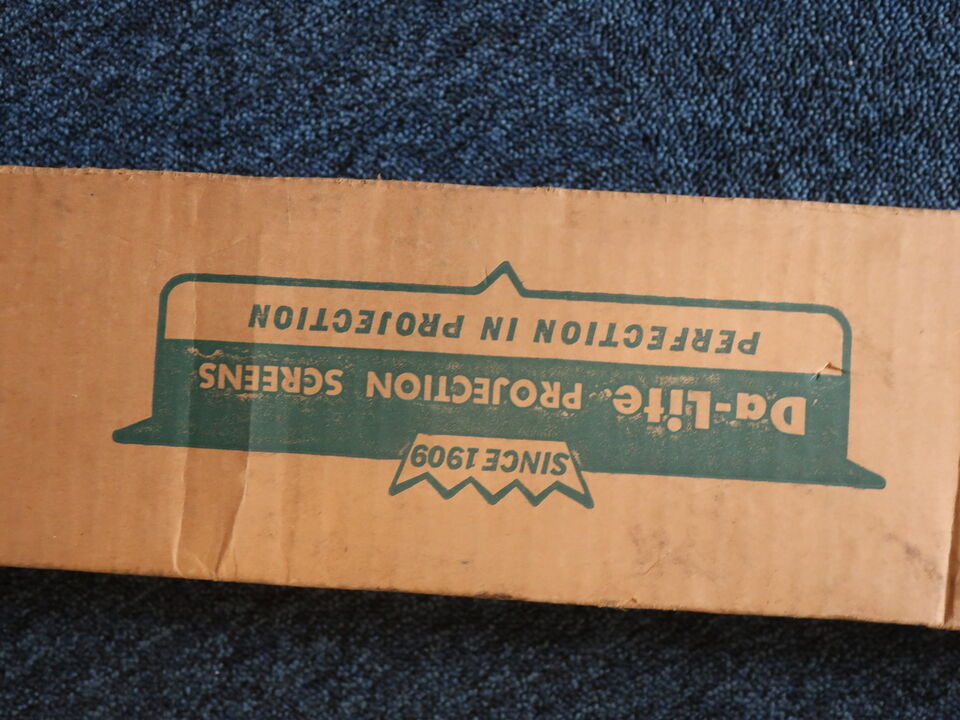 SINCE 1909
Da-Lite® PROJECTION SCREENS
PERFECTION IN PROJECTION